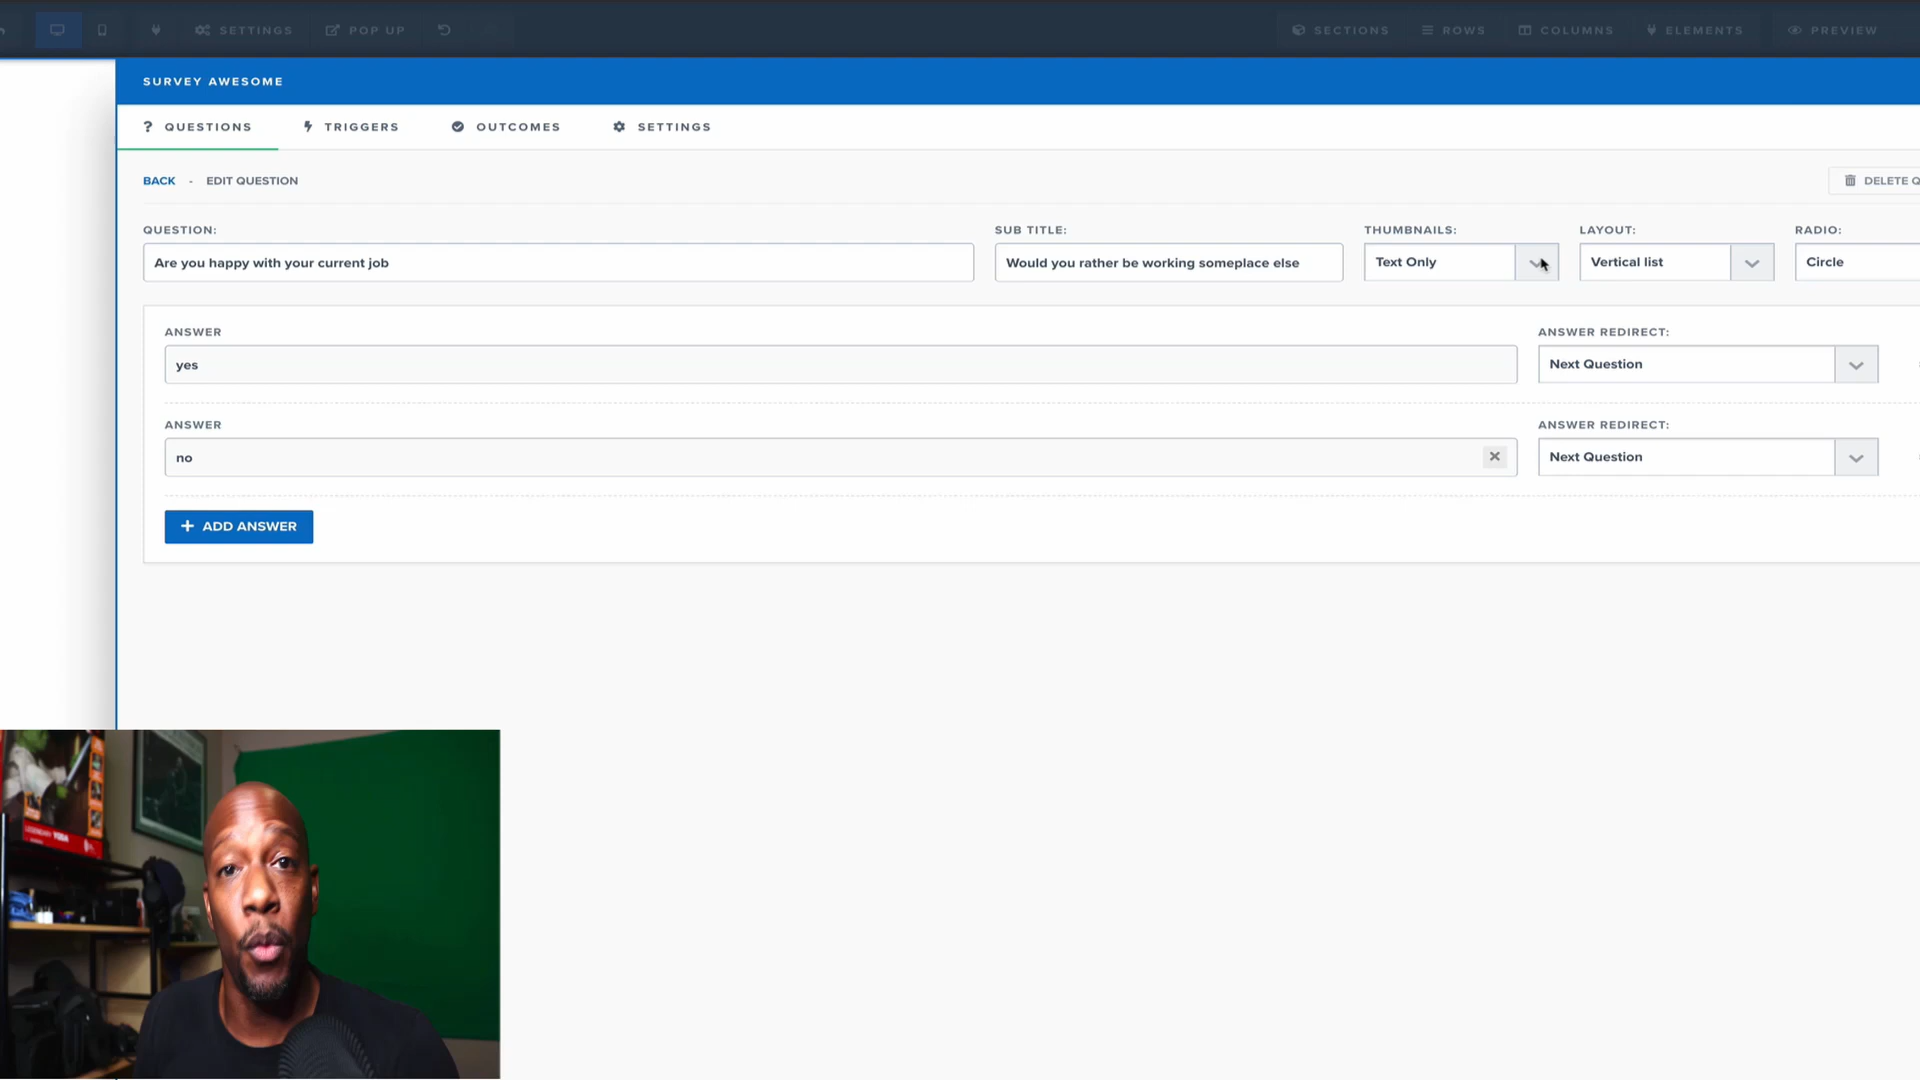 SETTINGS
POP UP
SECTIONS
ROWS
COLUMNS
ELEMENTS
PREVIEW
SURVEY AWESOME
QUESTIONS
TRIGGERS
OUTCOMES
SETTINGS
BACK - EDIT QUESTION
DELETE Q
QUESTION:
SUB TITLE:
THUMBNAILS:
LAYOUT:
RADIO:
Are you happy with your current job
Would you rather be working someplace else
Text Only
Vertical list
Circle
ANSWER
ANSWER REDIRECT:
yes
Next Question
ANSWER
ANSWER REDIRECT:
no
Next Question
+ ADD ANSWER
LEGENDARY YODA